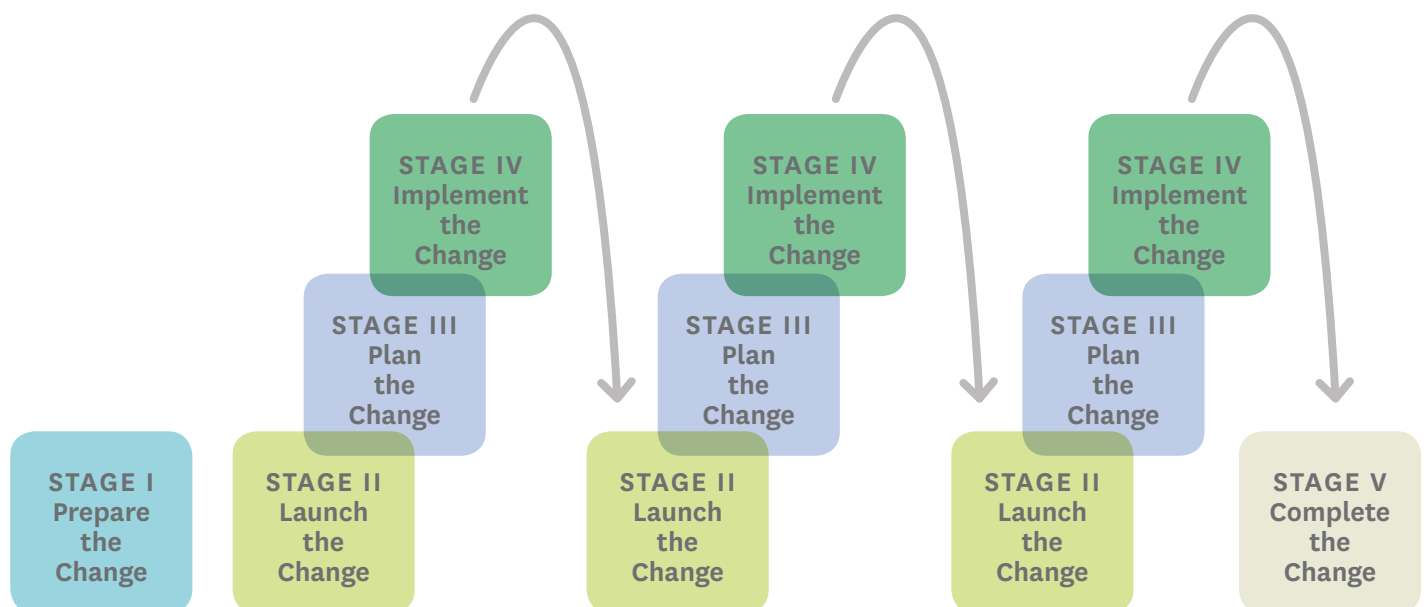 STAGE I
Prepare
the
Change
STAGE II
Launch
the
Change
STAGE III
Plan
the
Change
STAGE IV
Implement
the
Change
STAGE II
Launch
the
Change
STAGE III
Plan
the
Change
STAGE IV
Implement
the
Change
STAGE II
Launch
the
Change
STAGE III
Plan
the
Change
STAGE IV
Implement
the
Change
STAGE V
Complete
the
Change